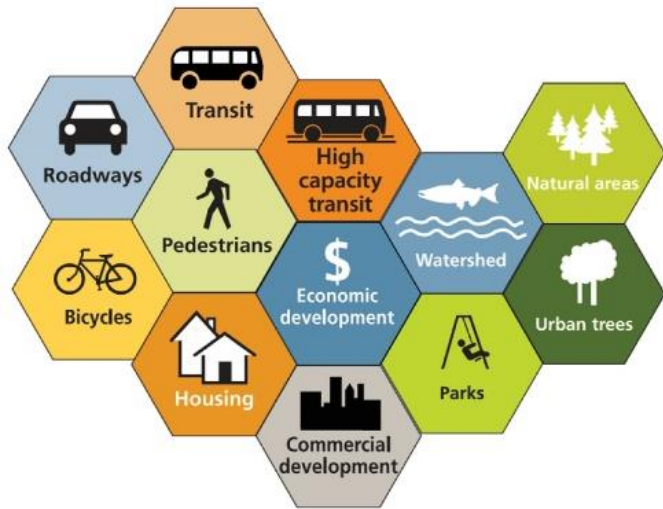 Transit
Roadways
High
capacity
transit
Natural areas
Pedestrians
Watershed
Bicycles
$
Economic
development
Urban trees
Housing
Parks
Commercial
development